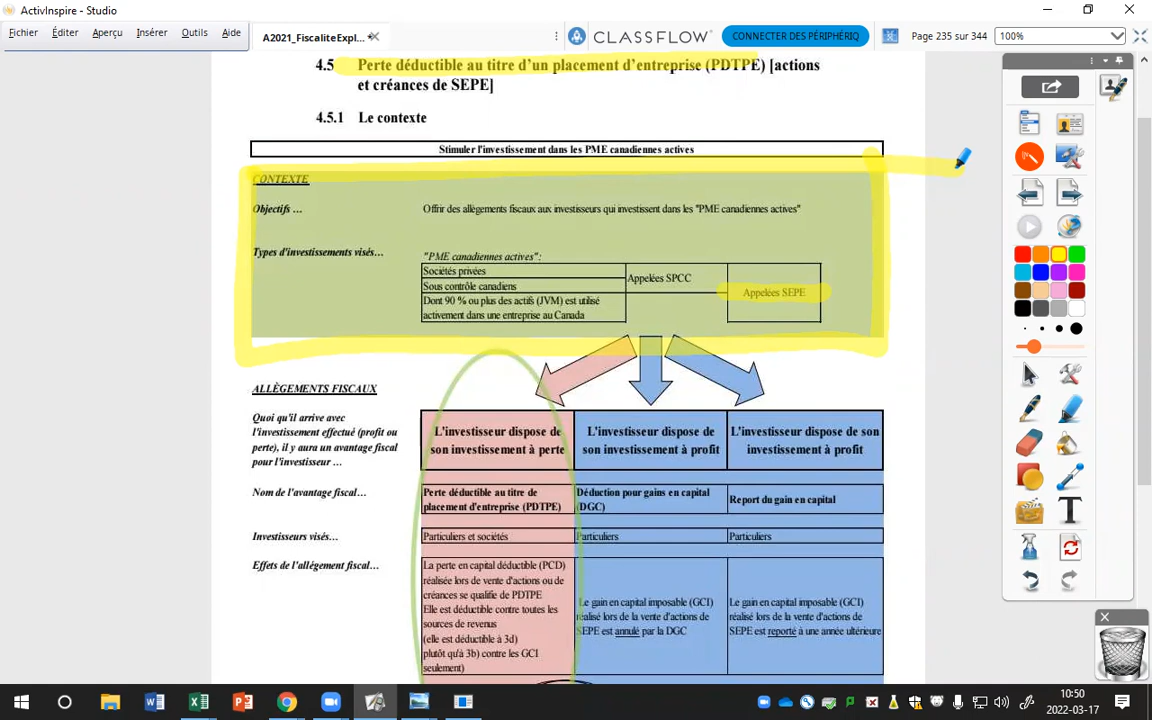 ActivInspire - Studio
Fichier Éditer Aperçu Insérer Outils Aide
A2021_FiscaliteExpl...
CLASSFLOW
CONNECTER DES PÉRIPHÉRIQ
Page 235 sur 344
100%
4.5 Perte déductible au titre d'un placement d'entreprise (PDTPE) [actions
et créances de SEPE]
4.5.1 Le contexte
Stimuler l'investissement dans les PME canadiennes actives
CONTEXTE
Objectifs ... Offrir des allègements fiscaux aux investisseurs qui investissent dans les "PME canadiennes actives"
Types d'investissements visés...
"PME canadiennes actives":
Sociétés privées
Sous contrôle canadiens
Appelées SPCC
Dont 90 % ou plus des actifs (JVM) est utilisé
activement dans une entreprise au Canada
Appelées SEPE
ALLÈGEMENTS FISCAUX
Quoi qu'il arrive avec
l'investissement effectué (profit ou
perte), il y aura un avantage fiscal
pour l'investisseur ...
L'investisseur dispose de
son investissement à perte
L'investisseur dispose de
son investissement à profit
L'investisseur dispose de son
investissement à profit
Nom de l'avantage fiscal...
Perte déductible au titre de
placement d'entreprise (PDTPE)
Déduction pour gains en capital
(DGC)
Report du gain en capital
Investisseurs visés...
Particuliers et sociétés
Particuliers
Particuliers
Effets de l'allégement fiscal...
La perte en capital déductible (PCD)
réalisée lors de vente d'actions ou de
créances se qualifie de PDTPE
Elle est déductible contre toutes les
sources de revenus
(elle est déductible à 3d)
plutôt qu'à 3b) contre les GCI
seulement)
Le gain en capital imposable (GCI)
réalisé lors de la vente d'actions de
SEPE est annulé par la DGC
Le gain en capital imposable (GCI)
réalisé lors de la vente d'actions de
SEPE est reporté à une année ultérieure
10:50
2022-03-17